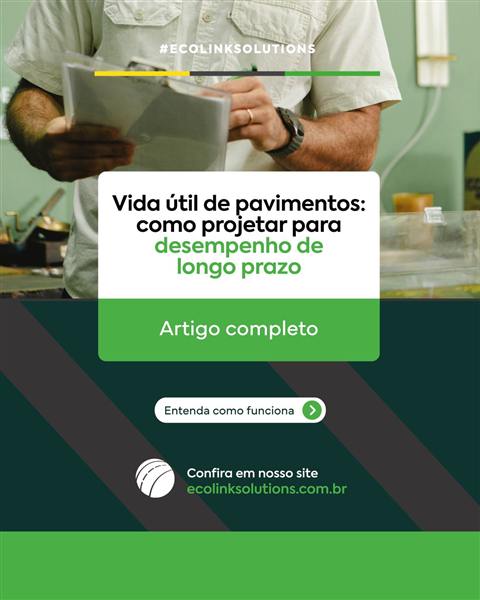 #ECOLINKSOLUTIONS
Vida útil de pavimentos:
como projetar para
desempenho de
longo prazo
Artigo completo
Entenda como funciona
Confira em nosso site
ecolinksolutions.com.br